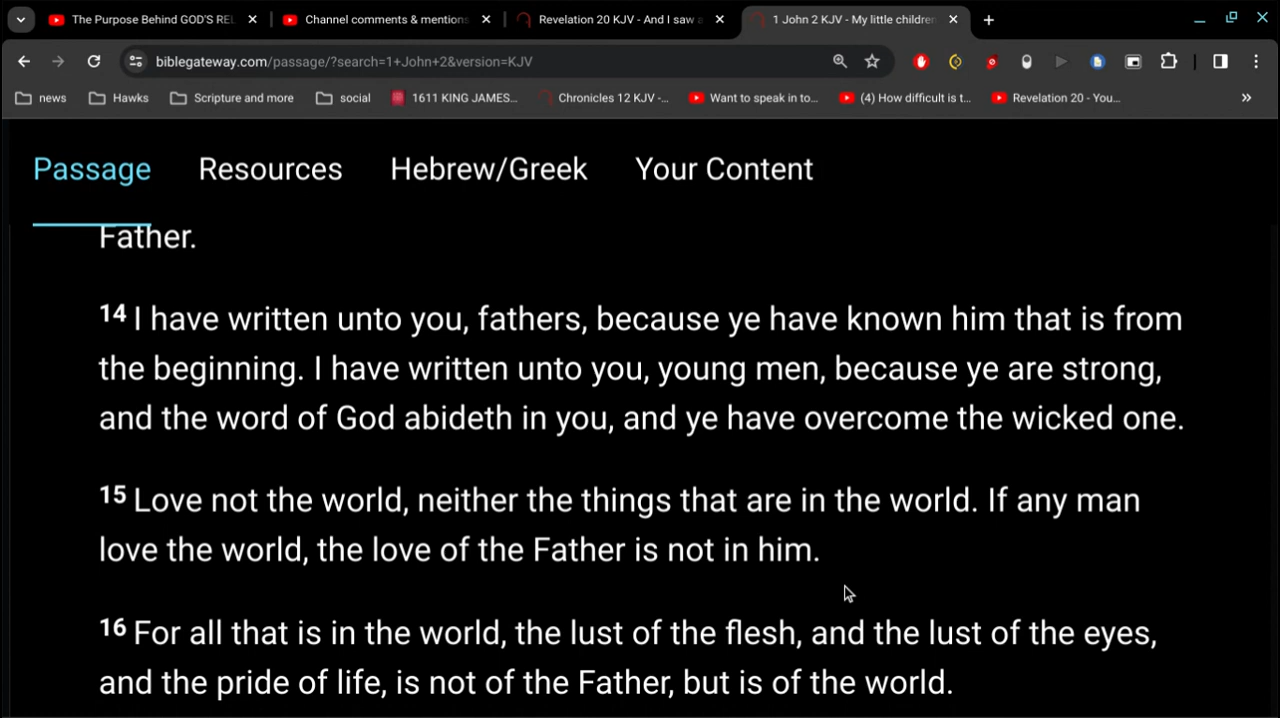 The Purpose Behind GOD'S REL
Channel comments & mentions
Revelation 20 KJV - And I saw a
1 John 2 KJV - My little children
biblegateway.com/passage/?search=1+John+2&version=KJV
news
Hawks
Scripture and more
social
1611 KING JAMES...
Chronicles 12 KJV -...
Want to speak in to...
(4) How difficult is t...
Revelation 20 - You...
Passage
Resources
Hebrew/Greek
Your Content
Father.
14 I have written unto you, fathers, because ye have known him that is from
the beginning. I have written unto you, young men, because ye are strong,
and the word of God abideth in you, and ye have overcome the wicked one.
15 Love not the world, neither the things that are in the world. If any man
love the world, the love of the Father is not in him.
16 For all that is in the world, the lust of the flesh, and the lust of the eyes,
and the pride of life, is not of the Father, but is of the world.